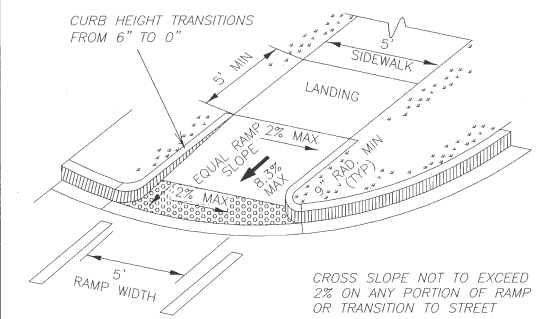 CURB HEIGHT TRANSITIONS
FROM 6" TO 0"
5'
SIDEWALK
5' MIN
LANDING
2% MAX
EQUAL RAMP
SLOPE
8.3%
MAX
9" RAD. MIN
(TYP)
2% MAX
5'
RAMP WIDTH
CROSS SLOPE NOT TO EXCEED
2% ON ANY PORTION OF RAMP
OR TRANSITION TO STREET